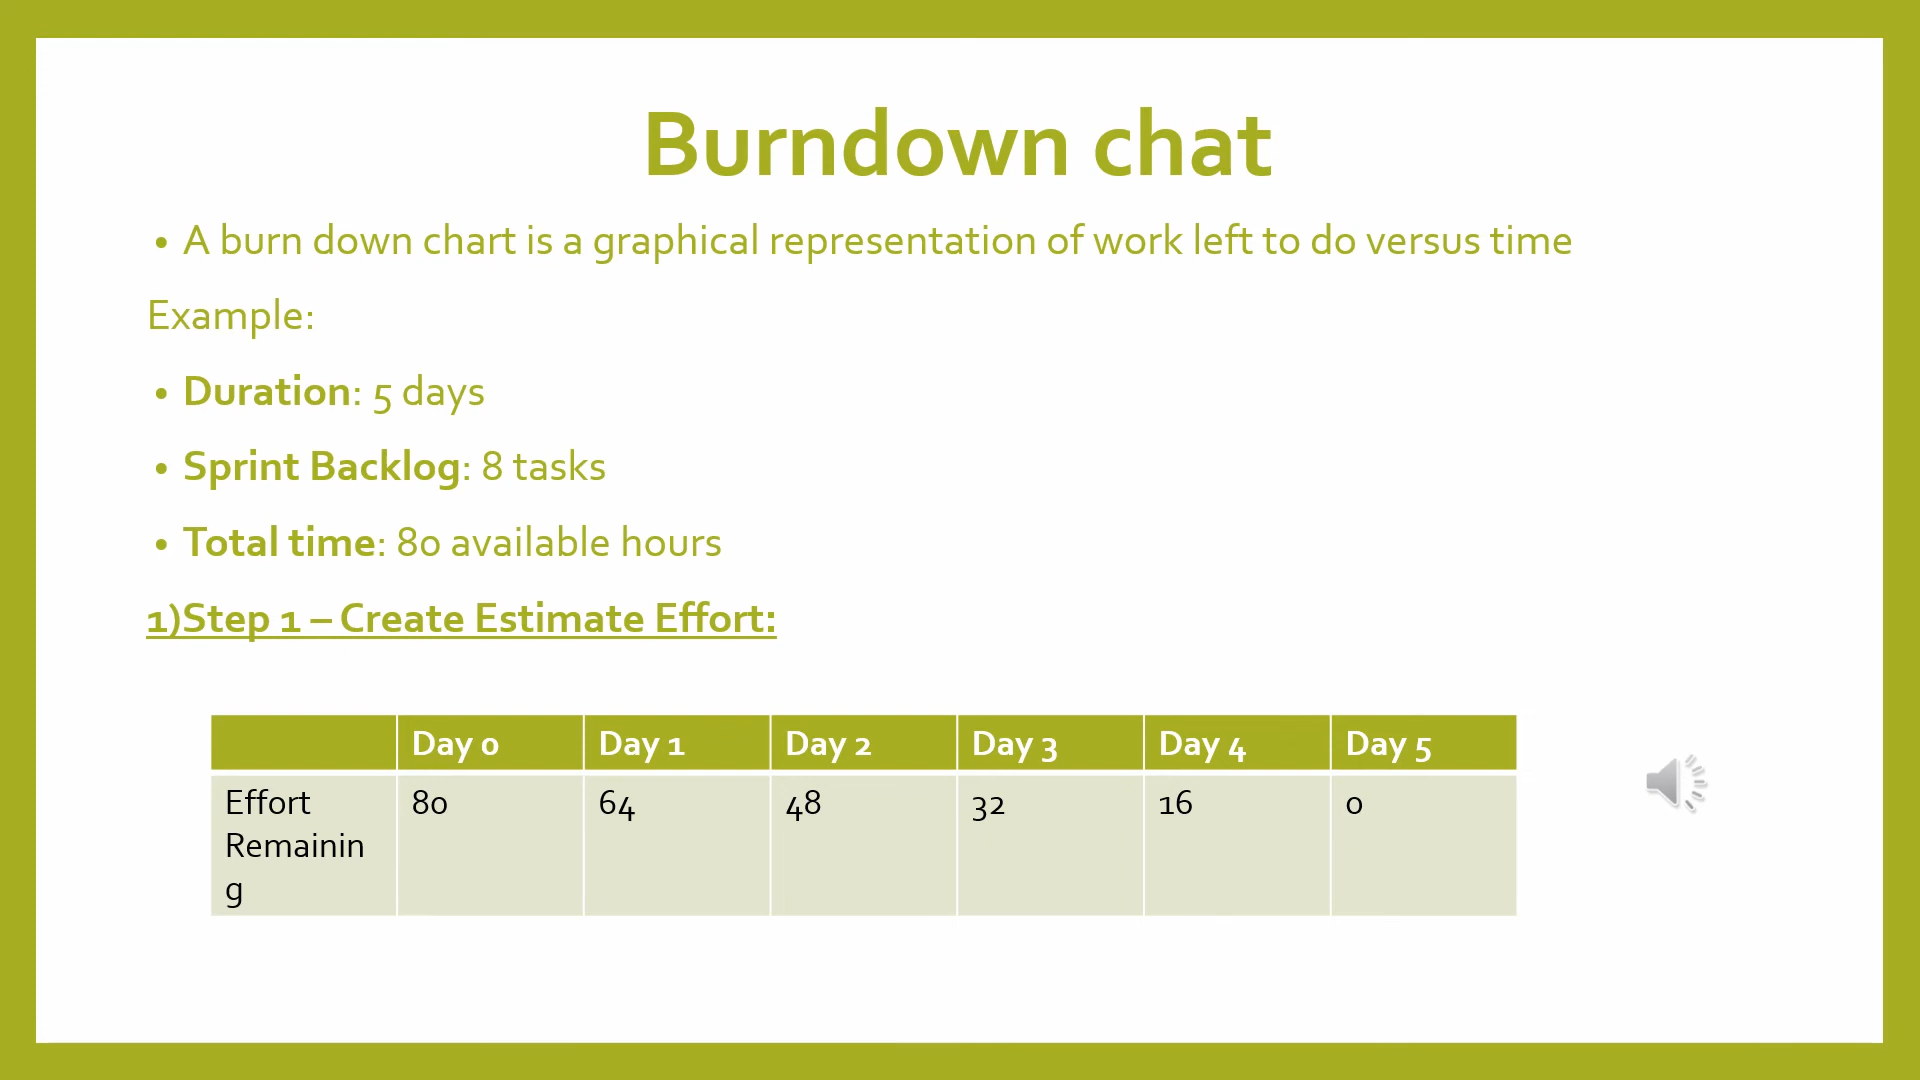 Burndown chat
• A burn down chart is a graphical representation of work left to do versus time
Example:
• Duration: 5 days
• Sprint Backlog: 8 tasks
• Total time: 80 available hours
1)Step 1 – Create Estimate Effort:
Day 0 Day 1 Day 2 Day 3 Day 4 Day 5
Effort 80 64 48 32 16 0
Remainin
g